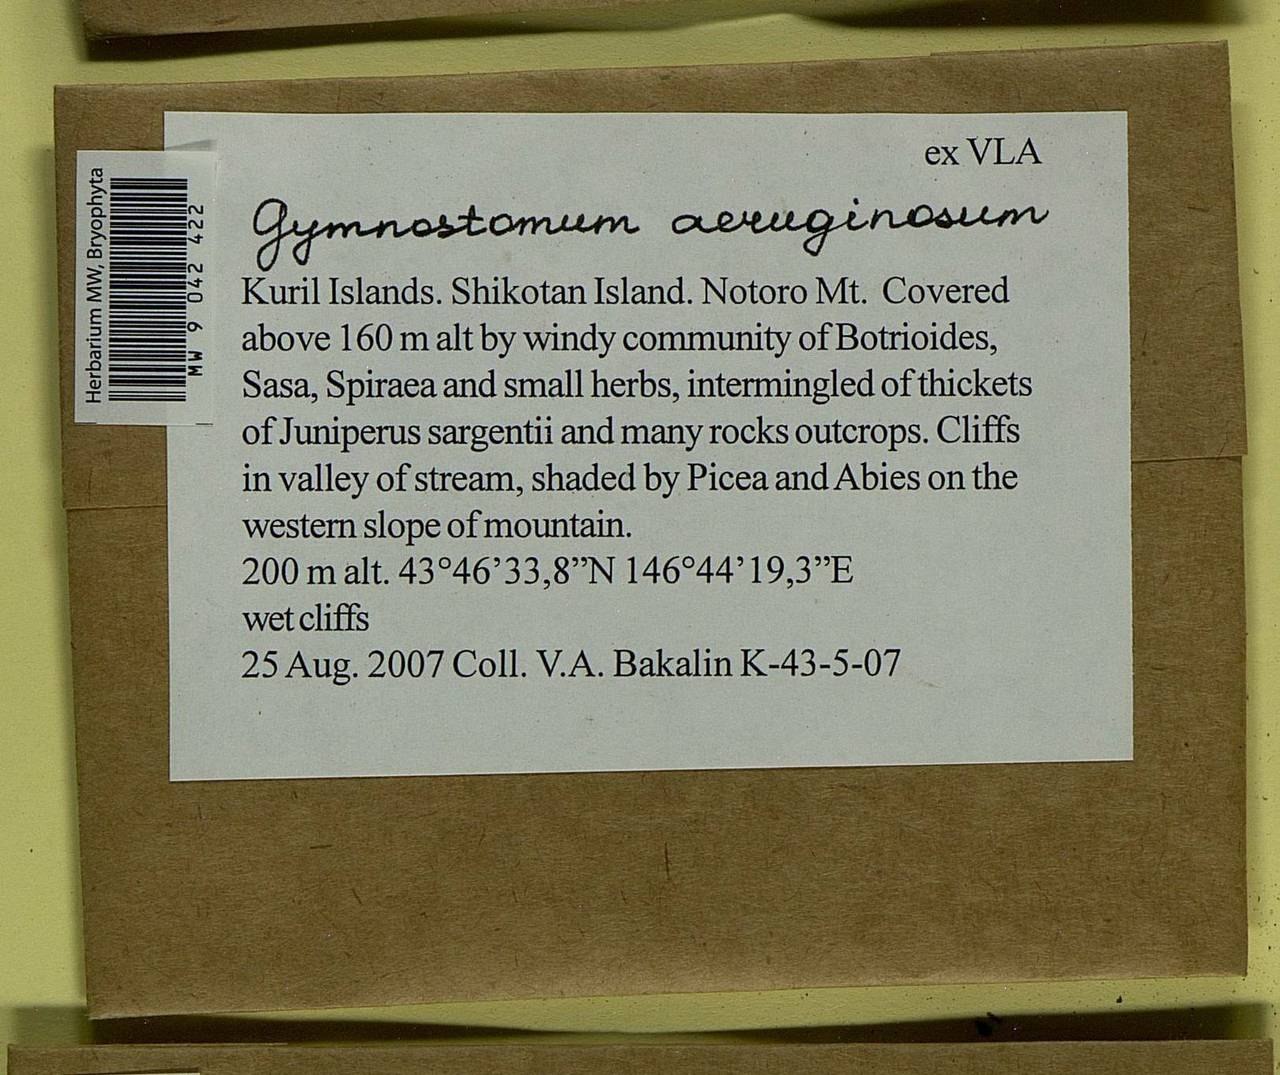 ex VLA
Gymnostomum aeruginosum
Kuril Islands. Shikotan Island. Notoro Mt. Covered
above 160 m alt by windy community of Botrioides,
Sasa, Spiraea and small herbs, intermingled of thickets
of Juniperus sargentii and many rocks outcrops. Cliffs
in valley of stream, shaded by Picea and Abies on the
western slope of mountain.
200 m alt. 43°46’33,8”N 146°44’19,3”E
wet cliffs
25 Aug. 2007 Coll. V.A. Bakalin K-43-5-07
Herbarium MW, Bryophyta
MW 9 042 422